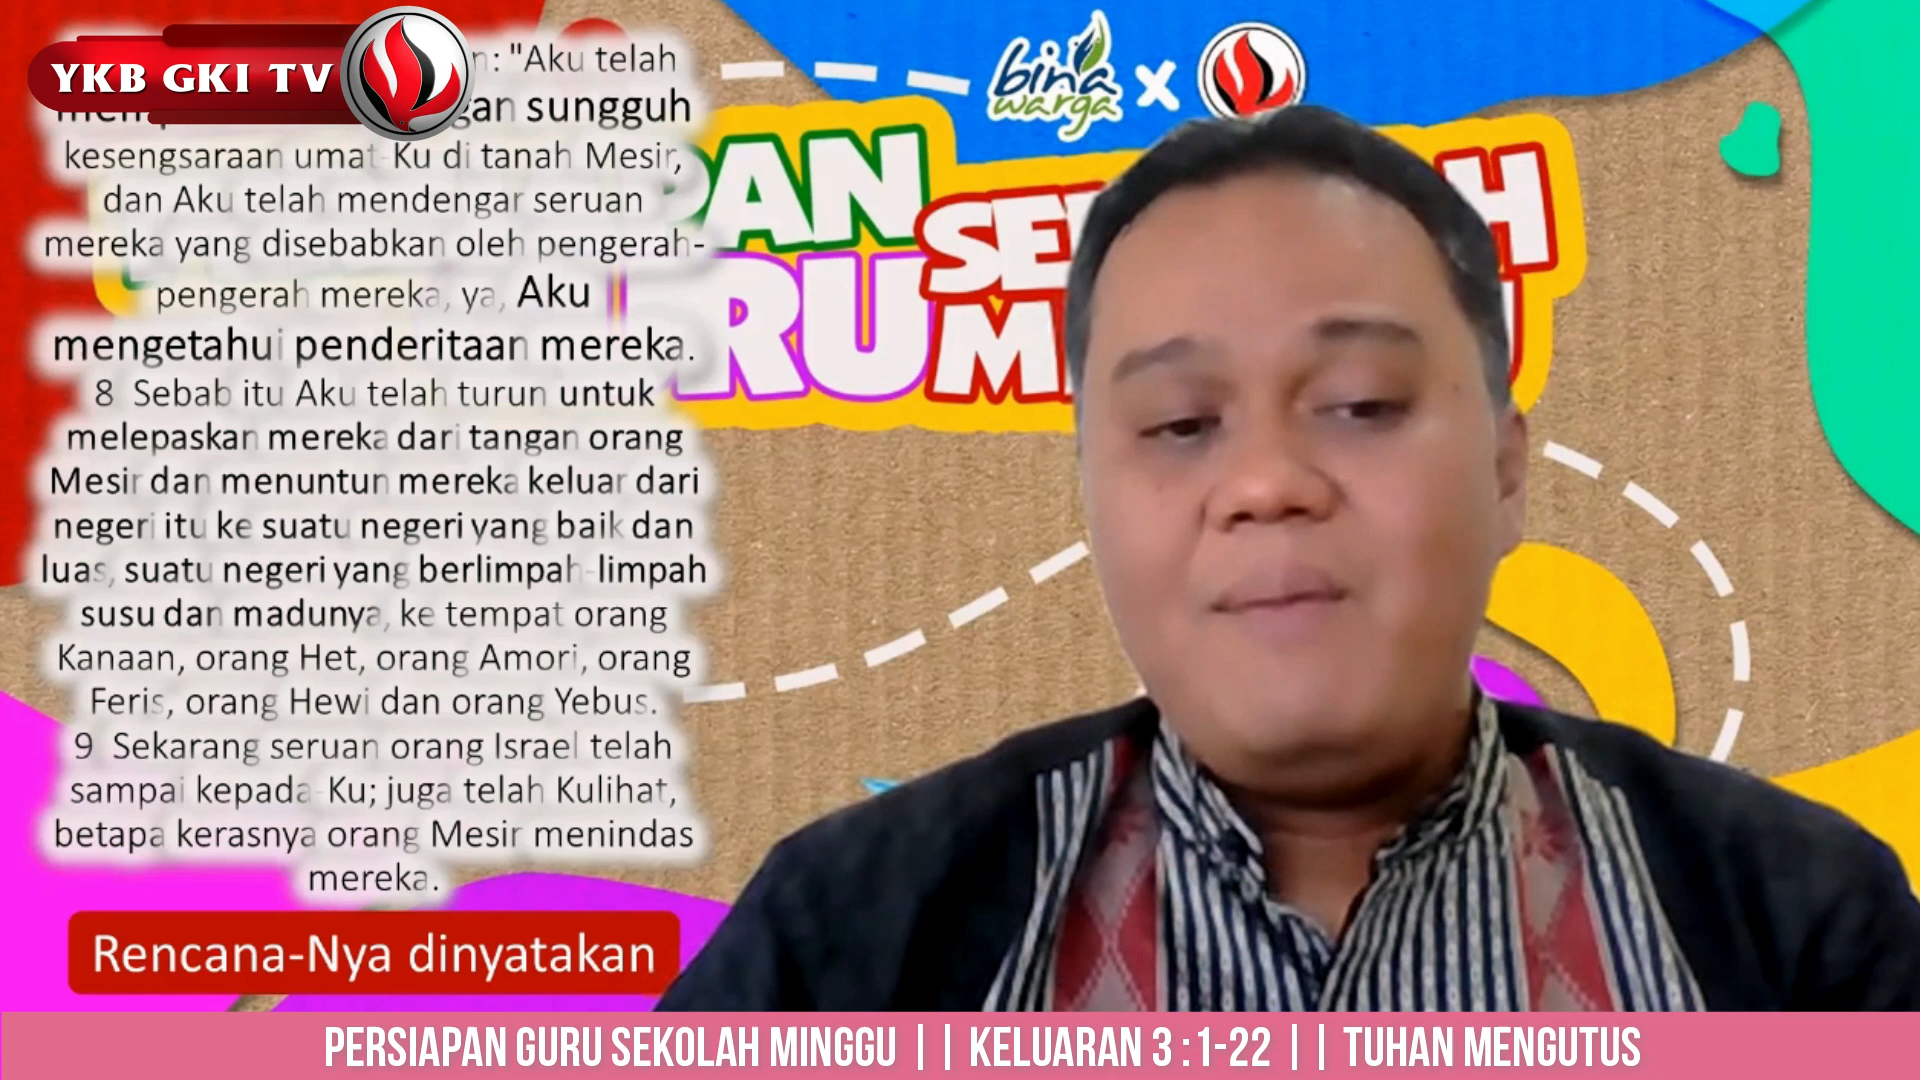 YKB GKI TV
: "Aku telah
sungguh
kesengsaraan umat-Ku di tanah Mesir,
dan Aku telah mendengar seruan
mereka yang disebabkan oleh pengerah-
pengerah mereka, ya, Aku
mengetahui penderitaan mereka.
8 Sebab itu Aku telah turun untuk
melepaskan mereka dari tangan orang
Mesir dan menuntun mereka keluar dari
negeri itu ke suatu negeri yang baik dan
luas, suatu negeri yang berlimpah-limpah
susu dan madunya, ke tempat orang
Kanaan, orang Het, orang Amori, orang
Feris, orang Hewi dan orang Yebus.
9 Sekarang seruan orang Israel telah
sampai kepada-Ku; juga telah Kulihat,
betapa kerasnya orang Mesir menindas
mereka.
Rencana-Nya dinyatakan
bina
warga
x
PERSIAPAN GURU SEKOLAH MINGGU || KELUARAN 3 :1-22 || TUHAN MENGUTUS